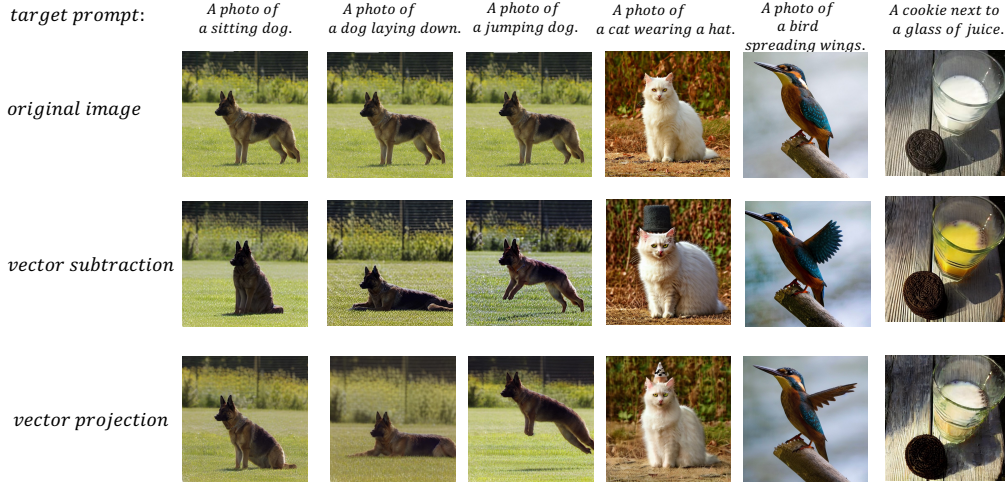 target prompt:
A photo of
a sitting dog.
A photo of
a dog laying down.
A photo of
a jumping dog.
A photo of
a cat wearing a hat.
A photo of
a bird
spreading wings.
A cookie next to
a glass of juice.
original image
vector subtraction
vector projection